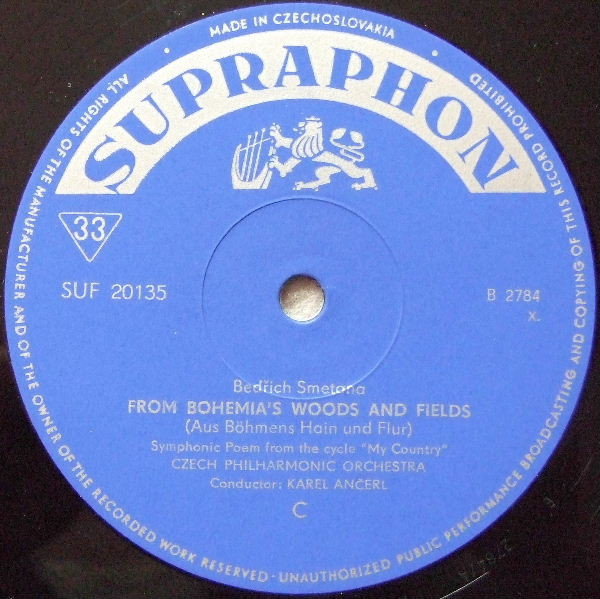 MADE IN CZECHOSLOVAKIA
SUPRAPHON
33
SUF 20135
B 2784
x.
Bedřich Smetana
FROM BOHEMIA'S WOODS AND FIELDS
(Aus Böhmens Hain und Flur)
Symphonic Poem from the cycle "My Country"
CZECH PHILHARMONIC ORCHESTRA
Conductor: KAREL ANČERL
C
ALL RIGHTS OF THE MANUFACTURER AND OF THE OWNER OF THE RECORDED WORK RESERVED - UNAUTHORIZED PUBLIC PERFORMANCE BROADCASTING AND COPYING OF THIS RECORD PROHIBITED